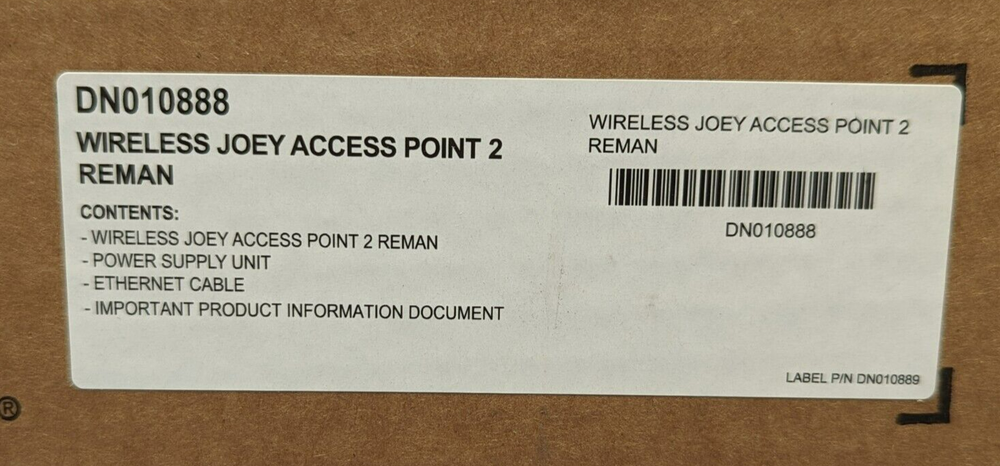 DN010888
WIRELESS JOEY ACCESS POINT 2
REMAN
CONTENTS:
- WIRELESS JOEY ACCESS POINT 2 REMAN
- POWER SUPPLY UNIT
- ETHERNET CABLE
- IMPORTANT PRODUCT INFORMATION DOCUMENT
WIRELESS JOEY ACCESS POINT 2
REMAN
DN010888
LABEL P/N DN010889
®